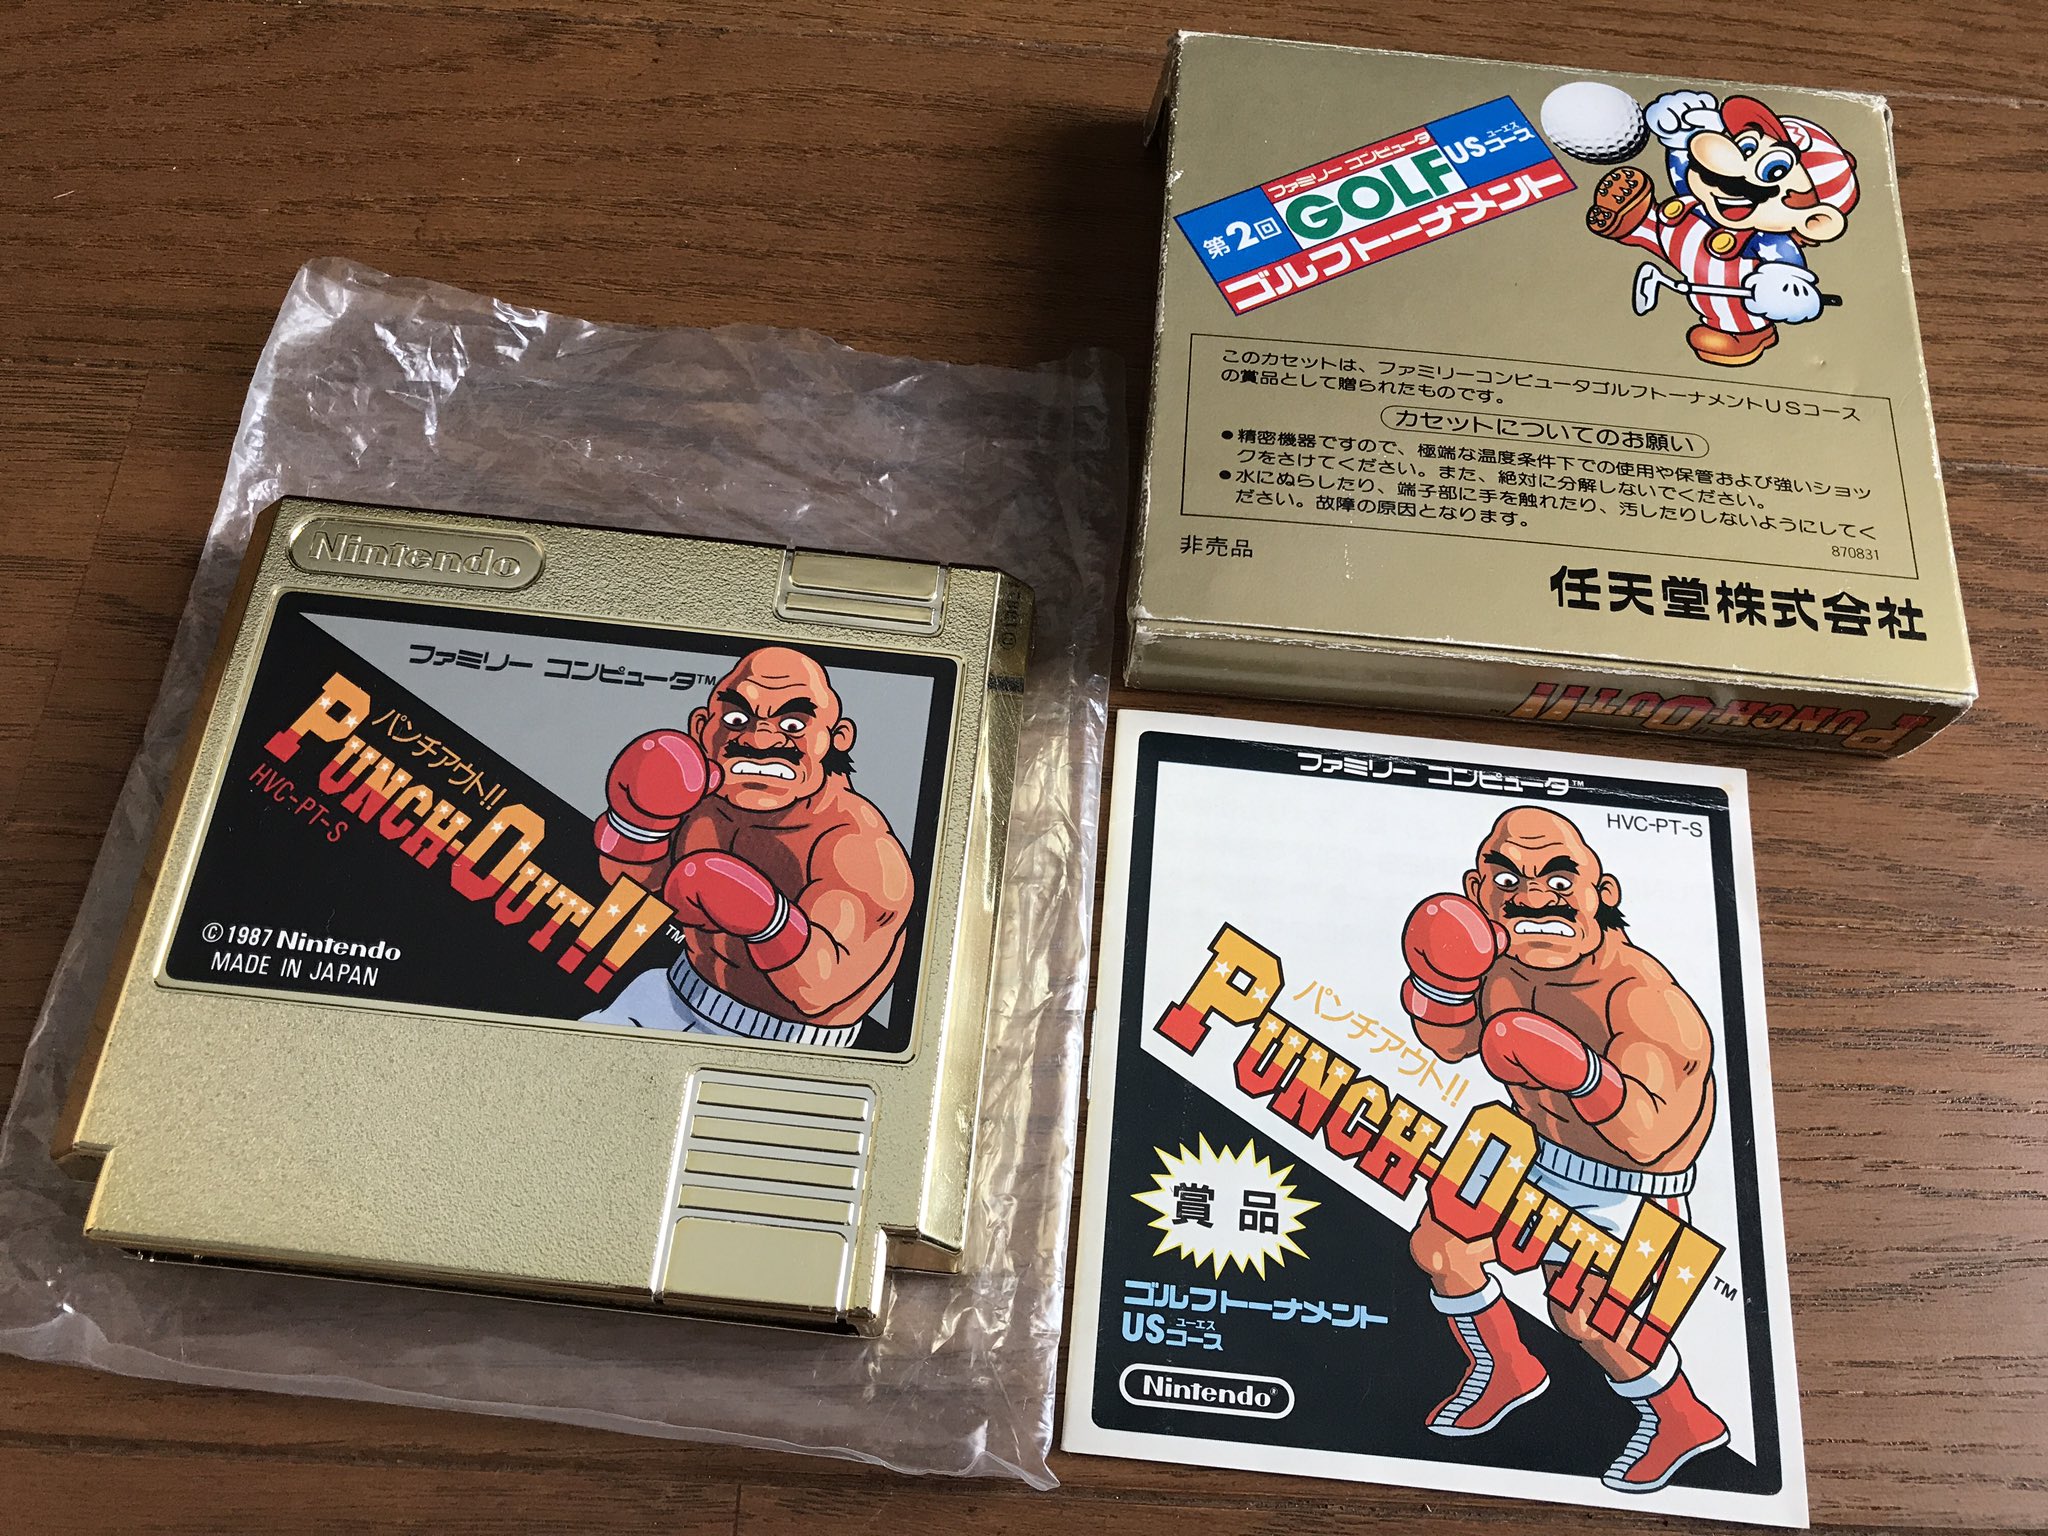 Nintendo
ファミリー コンピュータ™
パンチアウト!!
PUNCH-OUT!!™
HVC-PT-S
©1987 Nintendo
MADE IN JAPAN
ファミリー コンピュータ
第2回
GOLF
ユーエス
USコース
ゴルフトーナメント
このカセットは、ファミリーコンピュータゴルフトーナメントUSコース
の賞品として贈られたものです。
カセットについてのお願い
●精密機器ですので、極端な温度条件下での使用や保管および強いショッ
クをさけてください。また、絶対に分解しないでください。
●水にぬらしたり、端子部に手を触れたり、汚したりしないようにしてく
ださい。故障の原因となります。
870831
非売品
任天堂株式会社
PUNCH-OUT!!
ファミリー コンピュータ™
HVC-PT-S
パンチアウト!!
PUNCH-OUT!!™
賞品
ゴルフトーナメント
ユーエス
USコース
Nintendo®